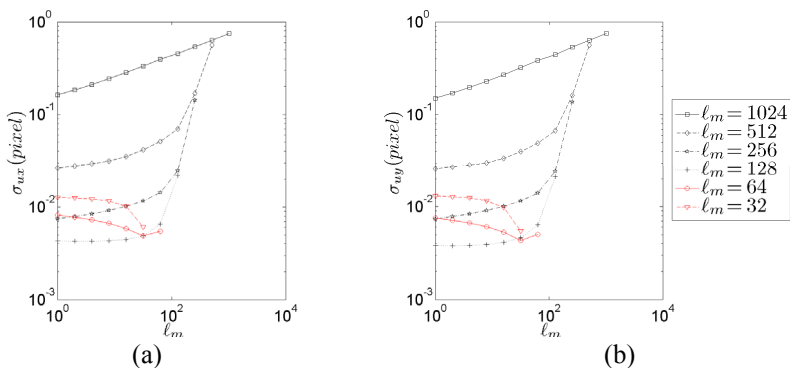 10^0
10^-1
10^-2
10^-3
σ_ux (pixel)
10^0
10^2
10^4
ℓ_m
(a)
10^0
10^-1
10^-2
10^-3
σ_uy (pixel)
10^0
10^2
10^4
ℓ_m
(b)
ℓ_m = 1024
ℓ_m = 512
ℓ_m = 256
ℓ_m = 128
ℓ_m = 64
ℓ_m = 32